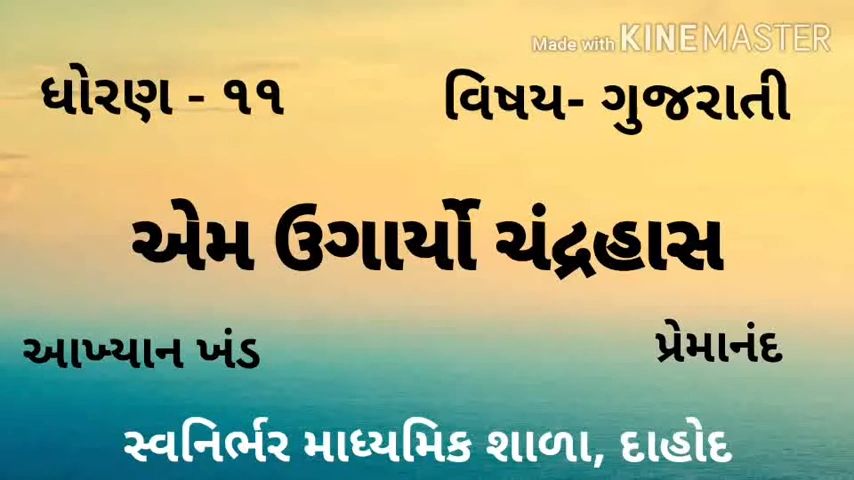 Made with KINEMASTER
ધોરણ - ૧૧ વિષય- ગુજરાતી
એમ ઉગાર્યો ચંદ્રહાસ
આખ્યાન ખંડ પ્રેમાનંદ
સ્વનિર્ભર માધ્યમિક શાળા, દાહોદ